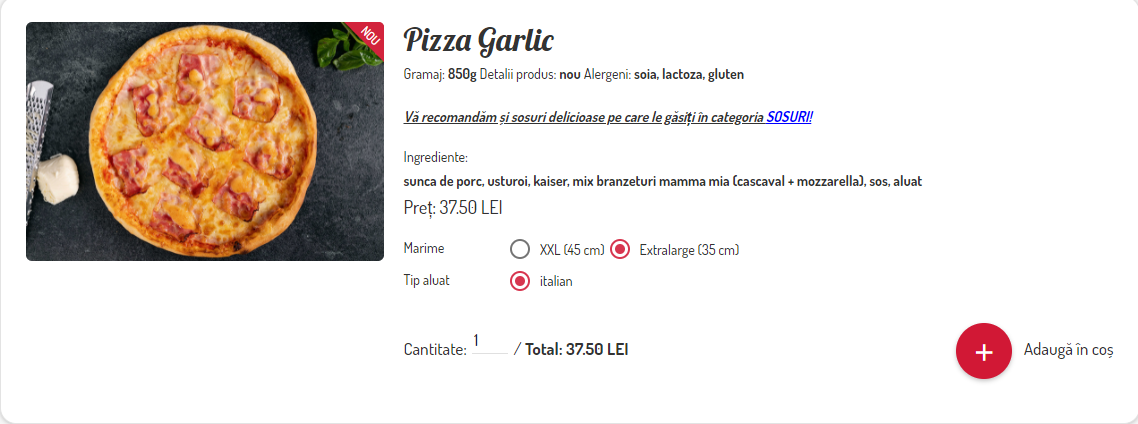 NOU
Pizza Garlic
Gramaj: 850g Detalii produs: nou Alergeni: soia, lactoza, gluten
Vă recomandăm și sosuri delicioase pe care le găsiți în categoria SOSURI!
Ingrediente:
sunca de porc, usturoi, kaiser, mix branzeturi mamma mia (cascaval + mozzarella), sos, aluat
Preț: 37.50 LEI
Marime XXL (45 cm) Extralarge (35 cm)
Tip aluat italian
Cantitate: 1 / Total: 37.50 LEI + Adaugă în coș